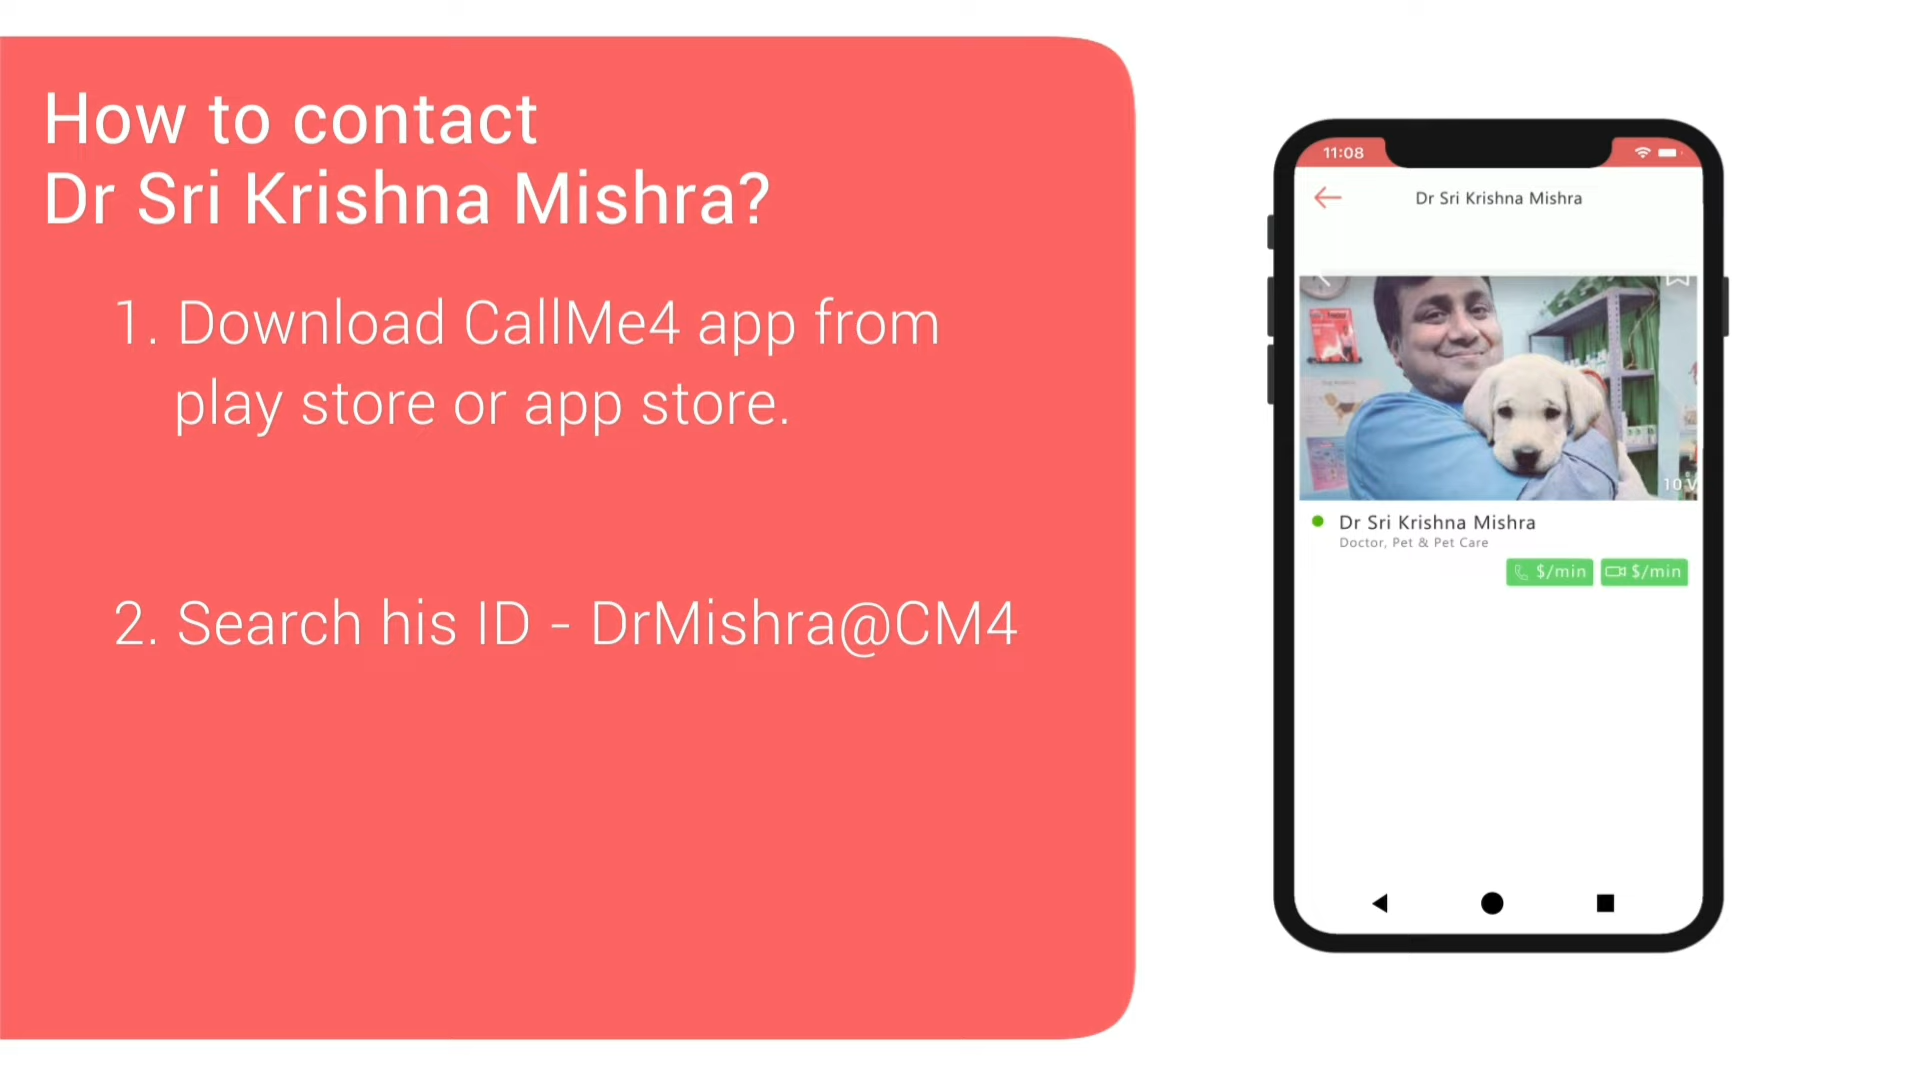 How to contact
Dr Sri Krishna Mishra?
1. Download CallMe4 app from
play store or app store.
2. Search his ID - DrMishra@CM4
11:08
Dr Sri Krishna Mishra
10 V
Dr Sri Krishna Mishra
Doctor, Pet & Pet Care
$/min $/min